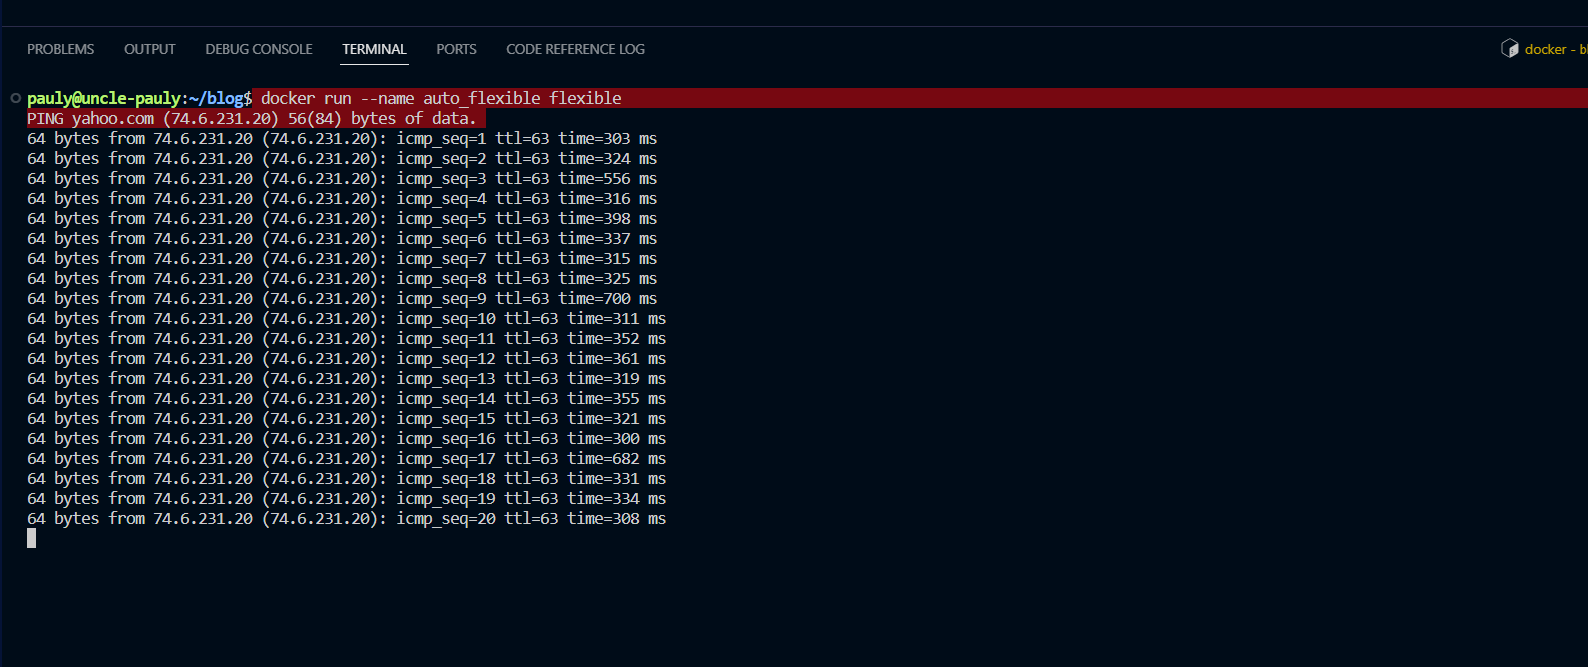 PROBLEMS OUTPUT DEBUG CONSOLE TERMINAL PORTS CODE REFERENCE LOG docker - bl
pauly@uncle-pauly:~/blog$ docker run --name auto_flexible flexible
PING yahoo.com (74.6.231.20) 56(84) bytes of data.
64 bytes from 74.6.231.20 (74.6.231.20): icmp_seq=1 ttl=63 time=303 ms
64 bytes from 74.6.231.20 (74.6.231.20): icmp_seq=2 ttl=63 time=324 ms
64 bytes from 74.6.231.20 (74.6.231.20): icmp_seq=3 ttl=63 time=556 ms
64 bytes from 74.6.231.20 (74.6.231.20): icmp_seq=4 ttl=63 time=316 ms
64 bytes from 74.6.231.20 (74.6.231.20): icmp_seq=5 ttl=63 time=398 ms
64 bytes from 74.6.231.20 (74.6.231.20): icmp_seq=6 ttl=63 time=337 ms
64 bytes from 74.6.231.20 (74.6.231.20): icmp_seq=7 ttl=63 time=315 ms
64 bytes from 74.6.231.20 (74.6.231.20): icmp_seq=8 ttl=63 time=325 ms
64 bytes from 74.6.231.20 (74.6.231.20): icmp_seq=9 ttl=63 time=700 ms
64 bytes from 74.6.231.20 (74.6.231.20): icmp_seq=10 ttl=63 time=311 ms
64 bytes from 74.6.231.20 (74.6.231.20): icmp_seq=11 ttl=63 time=352 ms
64 bytes from 74.6.231.20 (74.6.231.20): icmp_seq=12 ttl=63 time=361 ms
64 bytes from 74.6.231.20 (74.6.231.20): icmp_seq=13 ttl=63 time=319 ms
64 bytes from 74.6.231.20 (74.6.231.20): icmp_seq=14 ttl=63 time=355 ms
64 bytes from 74.6.231.20 (74.6.231.20): icmp_seq=15 ttl=63 time=321 ms
64 bytes from 74.6.231.20 (74.6.231.20): icmp_seq=16 ttl=63 time=300 ms
64 bytes from 74.6.231.20 (74.6.231.20): icmp_seq=17 ttl=63 time=682 ms
64 bytes from 74.6.231.20 (74.6.231.20): icmp_seq=18 ttl=63 time=331 ms
64 bytes from 74.6.231.20 (74.6.231.20): icmp_seq=19 ttl=63 time=334 ms
64 bytes from 74.6.231.20 (74.6.231.20): icmp_seq=20 ttl=63 time=308 ms